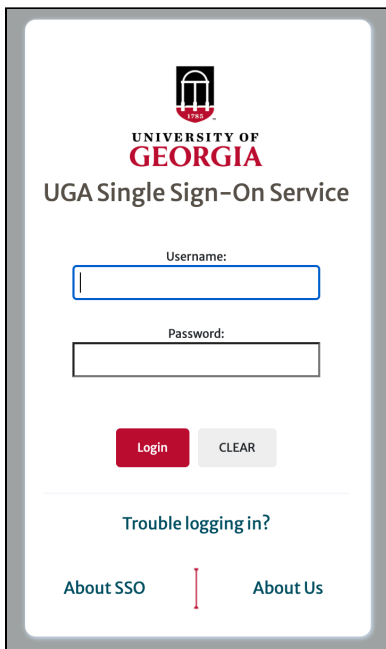 1785
UNIVERSITY OF
GEORGIA
UGA Single Sign-On Service
Username:
Password:
Login CLEAR
Trouble logging in?
About SSO About Us